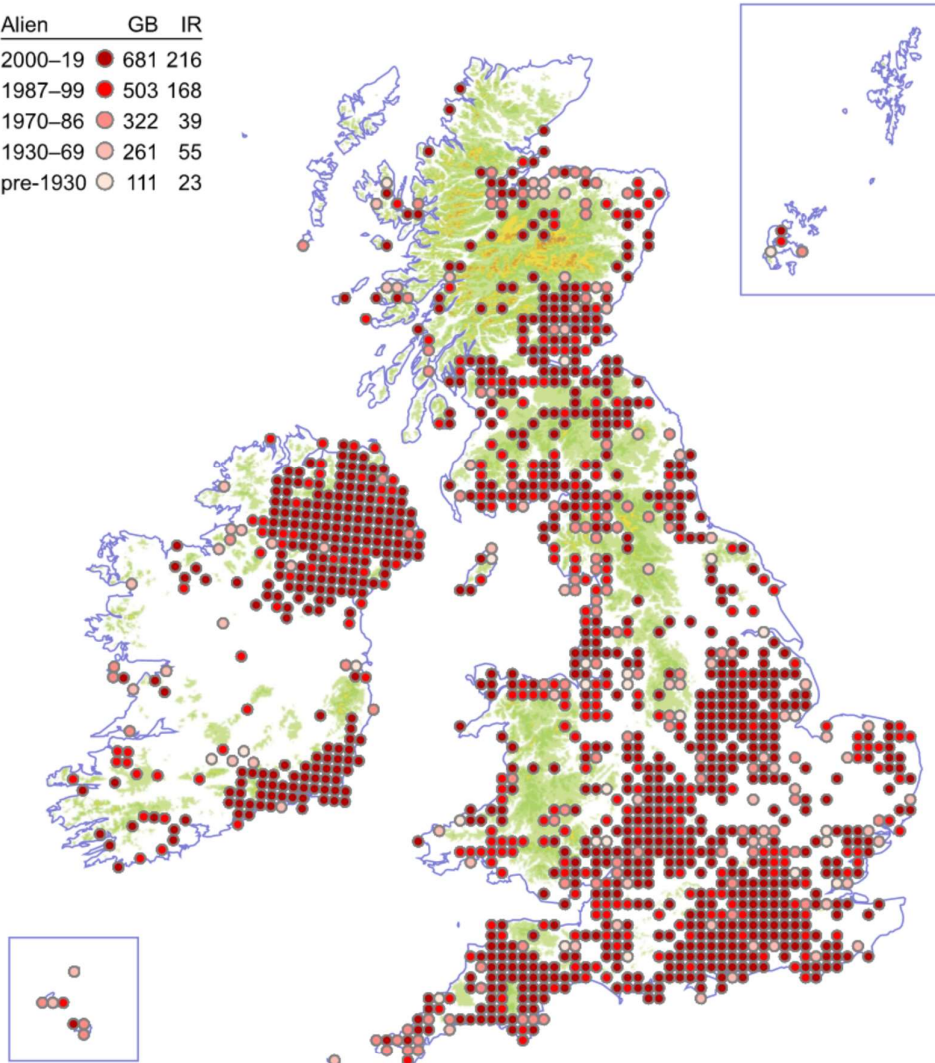 Alien GB IR
2000–19 681 216
1987–99 503 168
1970–86 322 39
1930–69 261 55
pre-1930 111 23